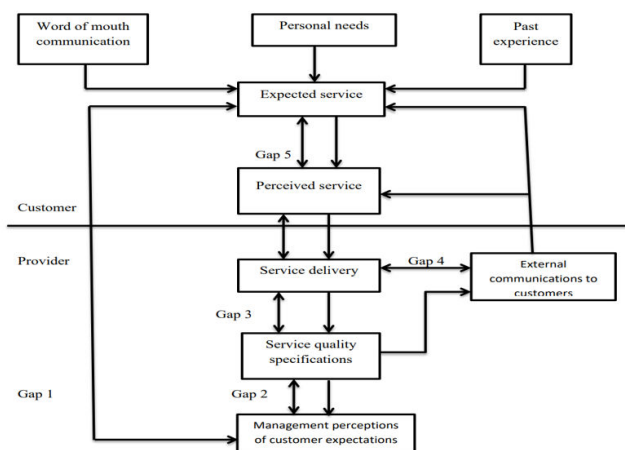 Word of mouth
communication
Personal needs
Past
experience
Expected service
Gap 5
Perceived service
Customer
Provider
Gap 4
External
communications to
customers
Service delivery
Gap 3
Service quality
specifications
Gap 1
Gap 2
Management perceptions
of customer expectations